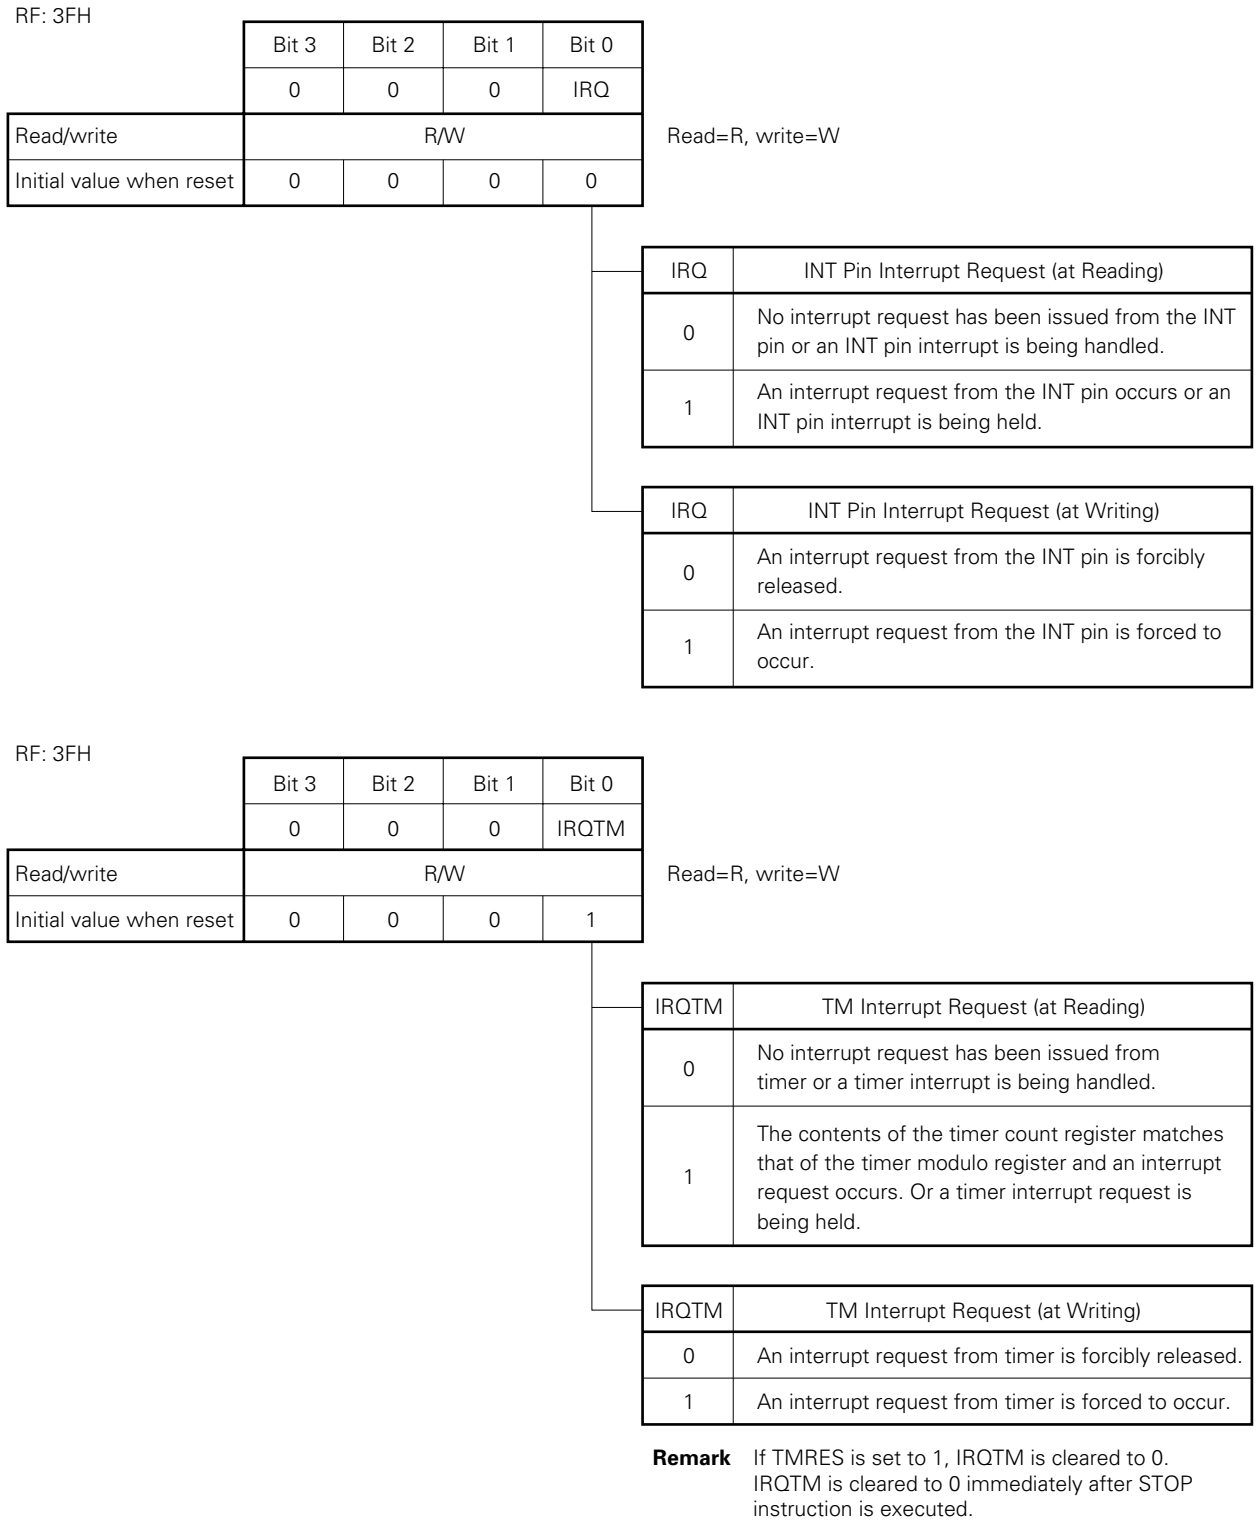 RF: 3FH
Bit 3 Bit 2 Bit 1 Bit 0
0 0 0 IRQ
Read/write R/W Read=R, write=W
Initial value when reset 0 0 0 0
IRQ INT Pin Interrupt Request (at Reading)
0 No interrupt request has been issued from the INT
pin or an INT pin interrupt is being handled.
1 An interrupt request from the INT pin occurs or an
INT pin interrupt is being held.
IRQ INT Pin Interrupt Request (at Writing)
0 An interrupt request from the INT pin is forcibly
released.
1 An interrupt request from the INT pin is forced to
occur.
RF: 3FH
Bit 3 Bit 2 Bit 1 Bit 0
0 0 0 IRQTM
Read/write R/W Read=R, write=W
Initial value when reset 0 0 0 1
IRQTM TM Interrupt Request (at Reading)
0 No interrupt request has been issued from
timer or a timer interrupt is being handled.
1 The contents of the timer count register matches
that of the timer modulo register and an interrupt
request occurs. Or a timer interrupt request is
being held.
IRQTM TM Interrupt Request (at Writing)
0 An interrupt request from timer is forcibly released.
1 An interrupt request from timer is forced to occur.
Remark If TMRES is set to 1, IRQTM is cleared to 0.
IRQTM is cleared to 0 immediately after STOP
instruction is executed.